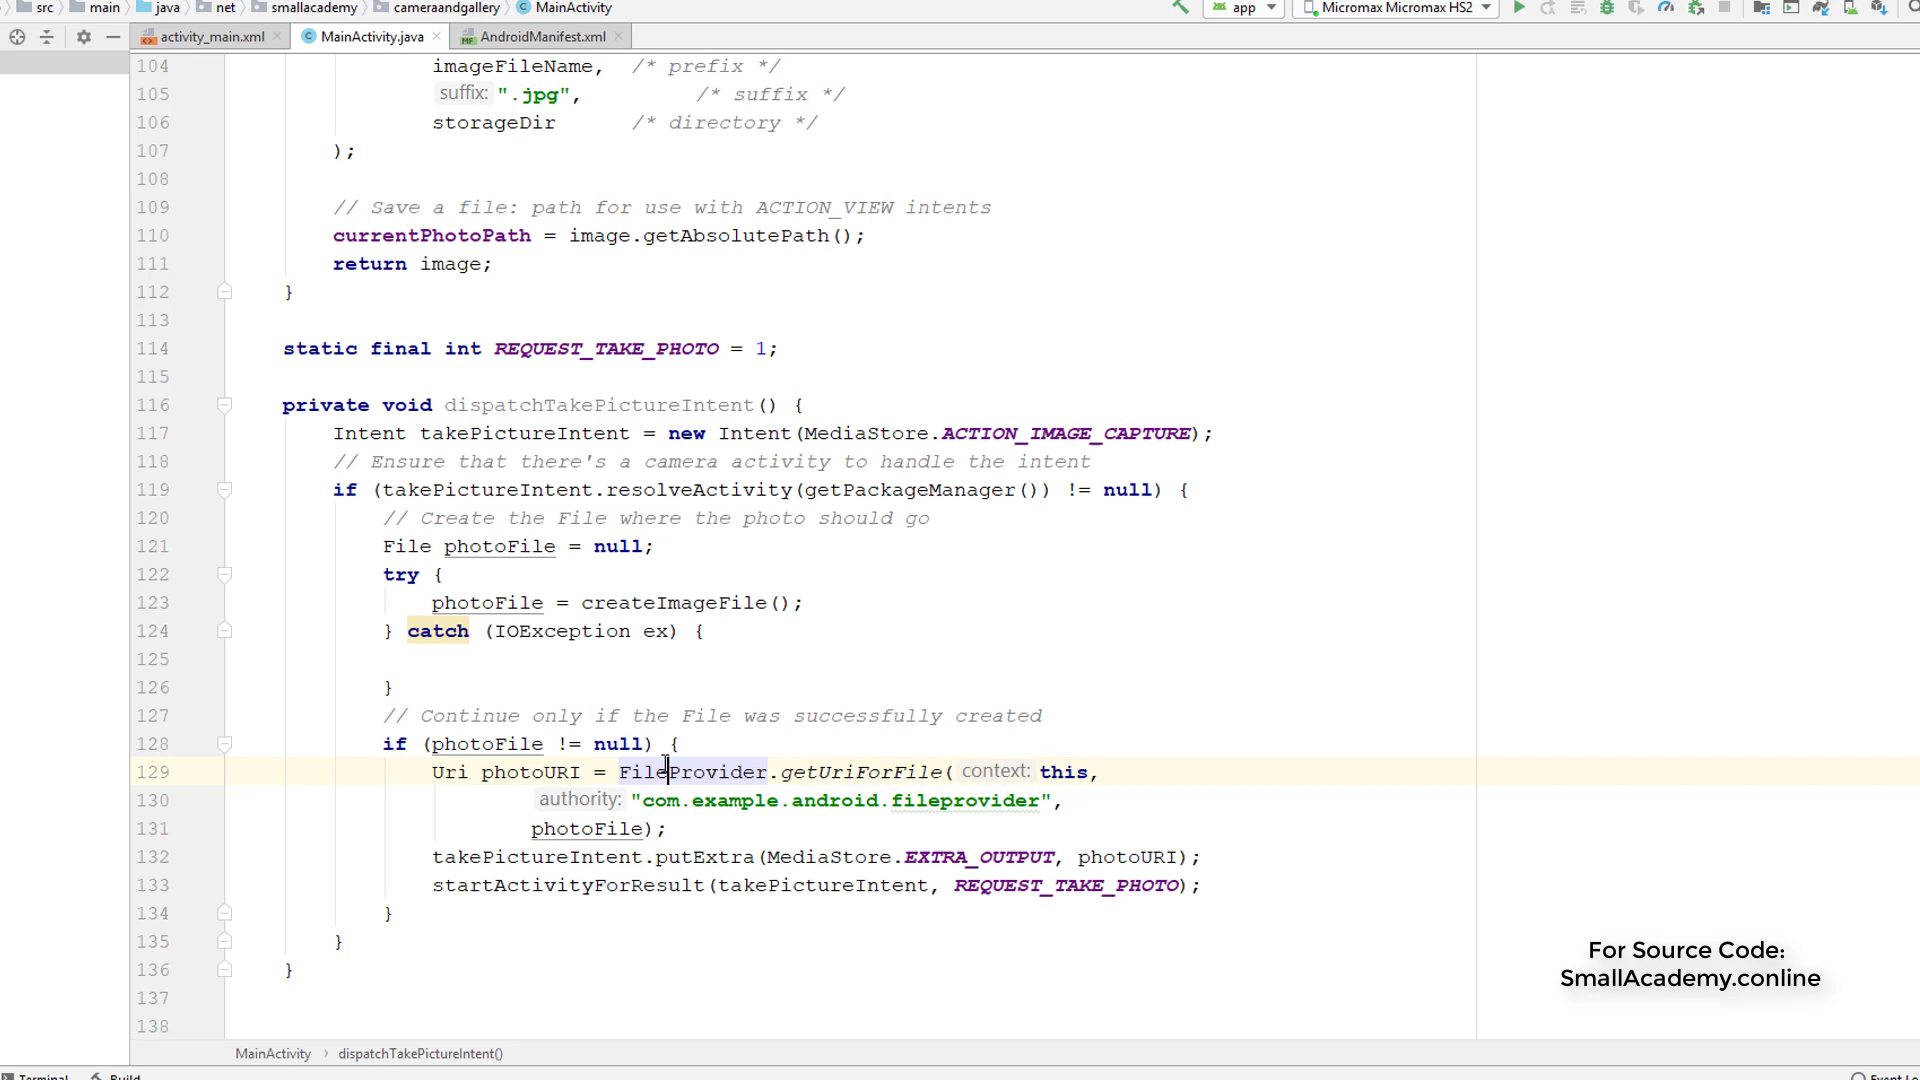 src main java net smallacademy cameraandgallery MainActivity app Micromax Micromax HS2
activity_main.xml MainActivity.java AndroidManifest.xml
104 imageFileName, /* prefix */
105 suffix: ".jpg", /* suffix */
106 storageDir /* directory */
107 );
108
109 // Save a file: path for use with ACTION_VIEW intents
110 currentPhotoPath = image.getAbsolutePath();
111 return image;
112 }
113
114 static final int REQUEST_TAKE_PHOTO = 1;
115
116 private void dispatchTakePictureIntent() {
117 Intent takePictureIntent = new Intent(MediaStore.ACTION_IMAGE_CAPTURE);
118 // Ensure that there's a camera activity to handle the intent
119 if (takePictureIntent.resolveActivity(getPackageManager()) != null) {
120 // Create the File where the photo should go
121 File photoFile = null;
122 try {
123 photoFile = createImageFile();
124 } catch (IOException ex) {
125
126 }
127 // Continue only if the File was successfully created
128 if (photoFile != null) {
129 Uri photoURI = FileProvider.getUriForFile( context: this,
130 authority: "com.example.android.fileprovider",
131 photoFile);
132 takePictureIntent.putExtra(MediaStore.EXTRA_OUTPUT, photoURI);
133 startActivityForResult(takePictureIntent, REQUEST_TAKE_PHOTO);
134 }
135 }
136 }
137
138
For Source Code:
SmallAcademy.conline
MainActivity › dispatchTakePictureIntent()
Terminal Build Event Lo